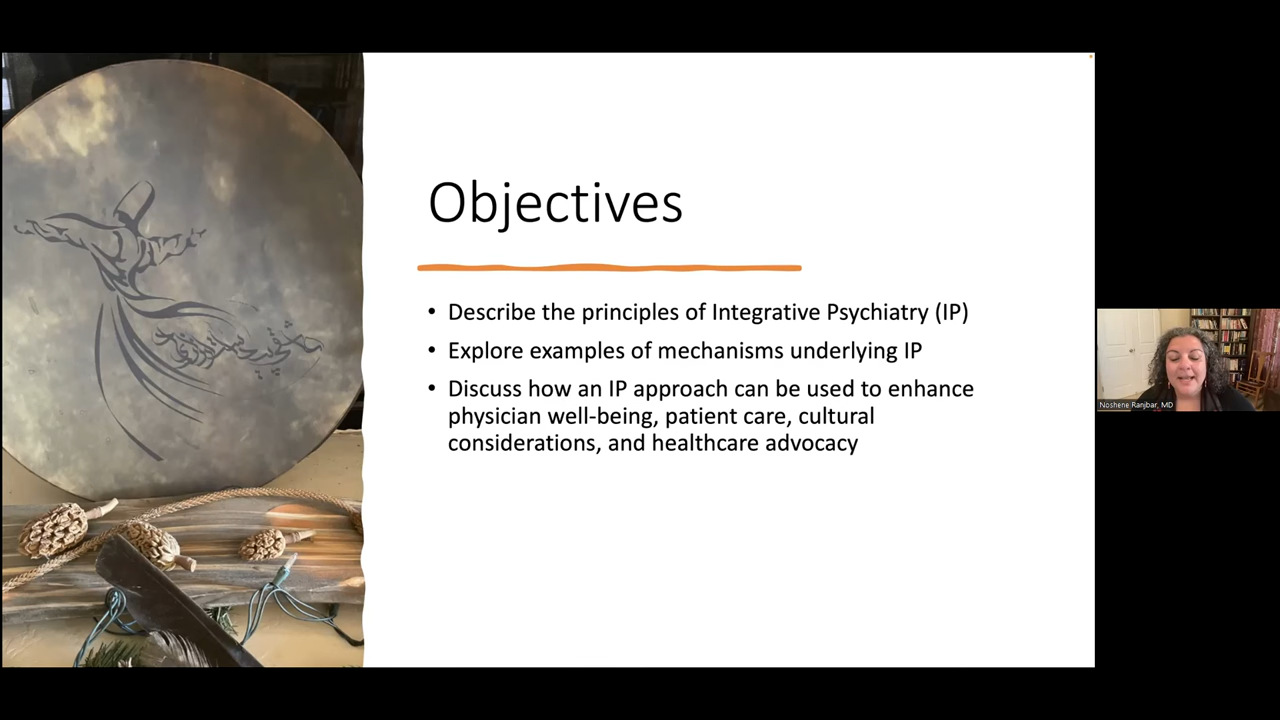 Objectives
• Describe the principles of Integrative Psychiatry (IP)
• Explore examples of mechanisms underlying IP
• Discuss how an IP approach can be used to enhance
physician well-being, patient care, cultural
considerations, and healthcare advocacy
Noshene Ranjbar, MD